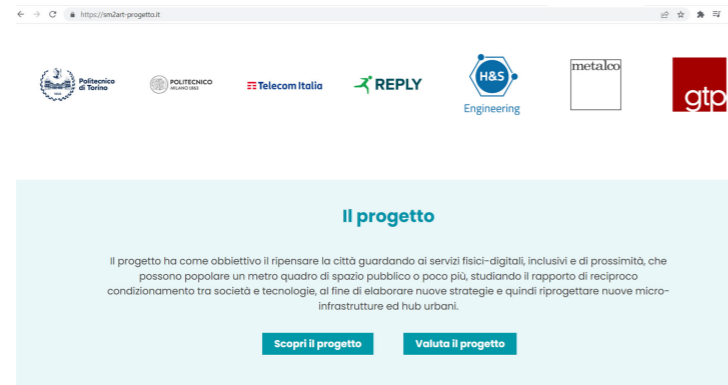 https://sm2art-progetto.it
Politecnico
di Torino
POLITECNICO
MILANO 1863
Telecom Italia
REPLY
H&S
Engineering
metalco
gtp
Il progetto
Il progetto ha come obbiettivo il ripensare la città guardando ai servizi fisici-digitali, inclusivi e di prossimità, che
possono popolare un metro quadro di spazio pubblico o poco più, studiando il rapporto di reciproco
condizionamento tra società e tecnologie, al fine di elaborare nuove strategie e quindi riprogettare nuove micro-
infrastrutture ed hub urbani.
Scopri il progetto
Valuta il progetto